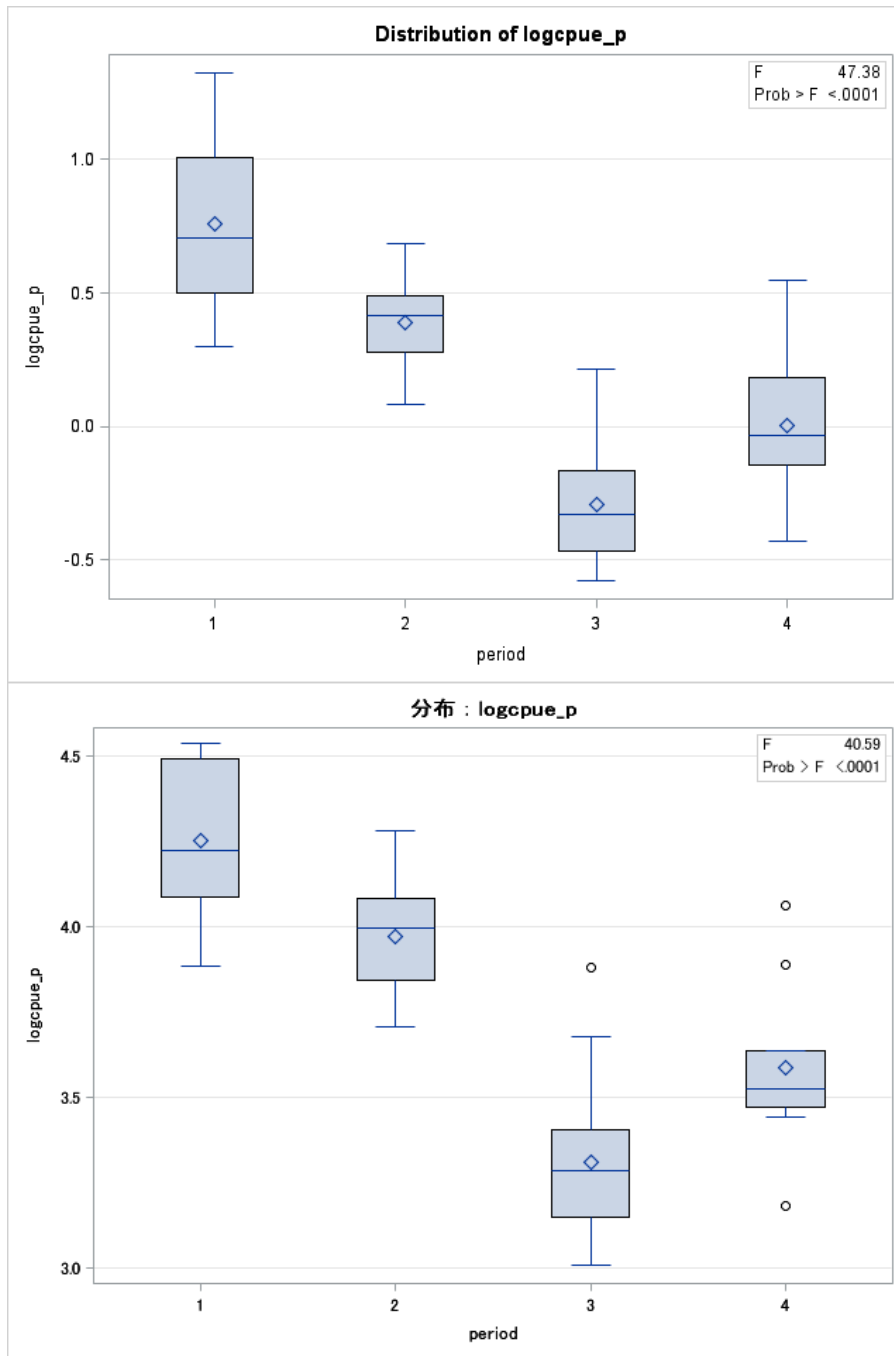 Distribution of logcpue_p
F 47.38
Prob > F <.0001
1.0
0.5
0.0
-0.5
logcpue_p
1 2 3 4
period
分布：logcpue_p
F 40.59
Prob > F <.0001
4.5
4.0
3.5
3.0
logcpue_p
1 2 3 4
period